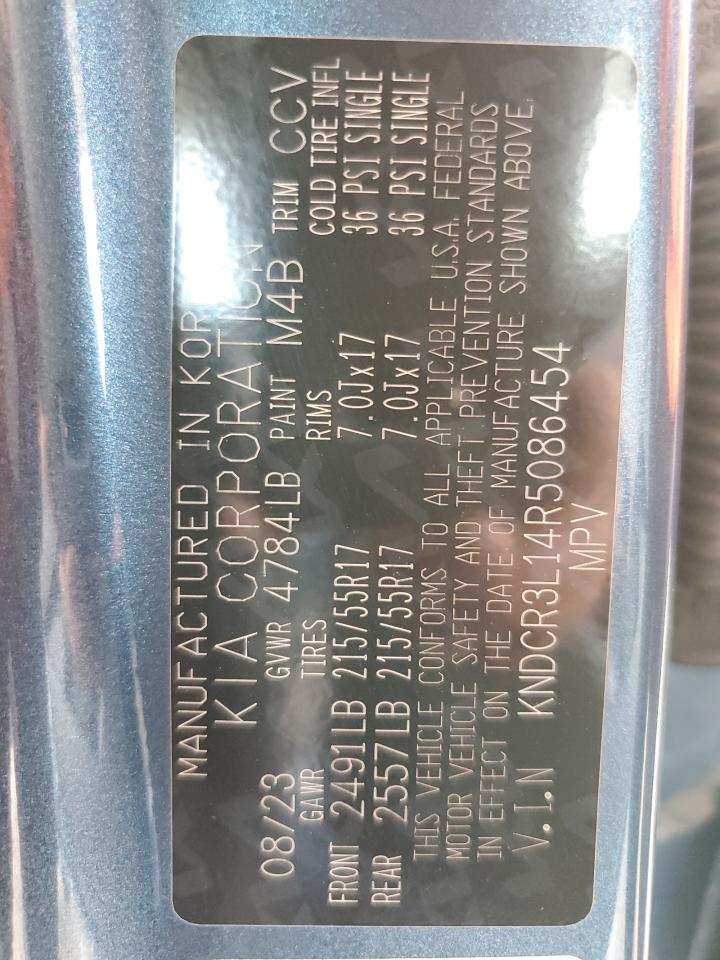 MANUFACTURED IN KOR
KIA CORPORATION
08/23 GVWR 4784LB PAINT M4B TRIM CCV
GAWR TIRES RIMS COLD TIRE INFL
FRONT 2491LB 215/55R17 7.0Jx17 36 PSI SINGLE
REAR 2557LB 215/55R17 7.0Jx17 36 PSI SINGLE
THIS VEHICLE CONFORMS TO ALL APPLICABLE U.S.A. FEDERAL
MOTOR VEHICLE SAFETY AND THEFT PREVENTION STANDARDS
IN EFFECT ON THE DATE OF MANUFACTURE SHOWN ABOVE.
V.I.N KNDCR3L14R5086454
MPV